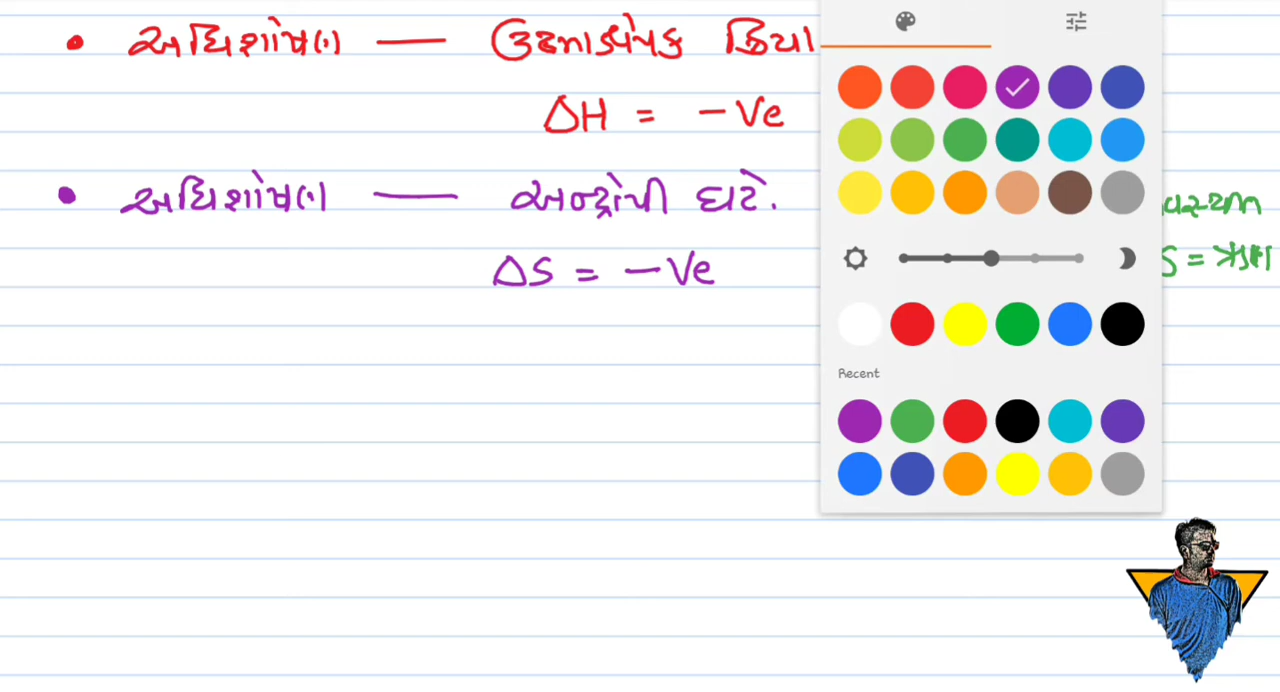 • અધિશોષણ — ઉષ્માક્ષેપક ક્રિયા
ΔH = -Ve
• અધિશોષણ — એન્ટ્રોપી ઘટે.
ΔS = -Ve
S =
Recent